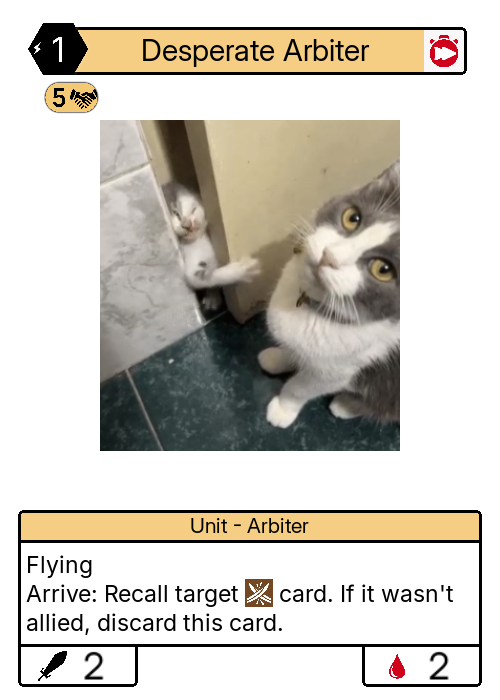 1 Desperate Arbiter
5
Unit - Arbiter
Flying
Arrive: Recall target card. If it wasn't
allied, discard this card.
2 2